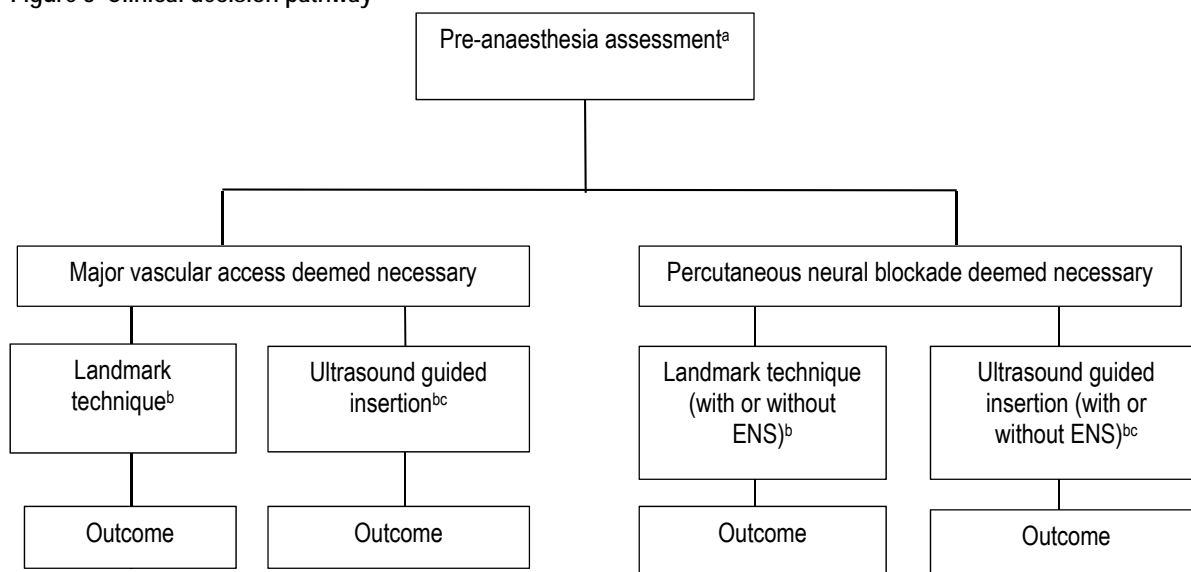 Figure 3 Clinical decision pathway
Pre-anaesthesia assessmentᵃ
Major vascular access deemed necessary
Percutaneous neural blockade deemed necessary
Landmark
techniqueᵇ
Ultrasound guided
insertionᵇᶜ
Landmark technique
(with or without
ENS)ᵇ
Ultrasound guided
insertion (with or
without ENS)ᵇᶜ
Outcome
Outcome
Outcome
Outcome